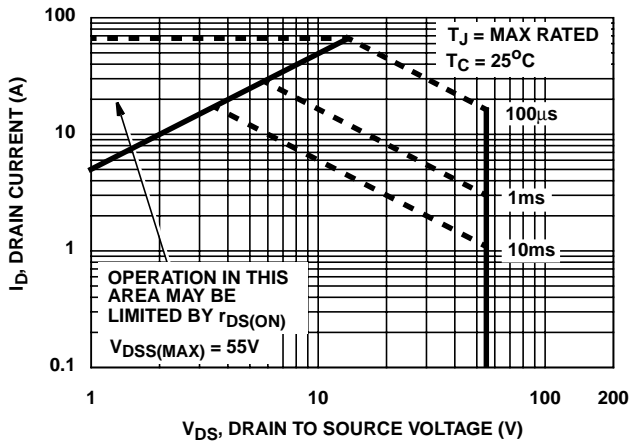 100
T_J = MAX RATED
T_C = 25°C
100µs
10
1ms
10ms
1
OPERATION IN THIS
AREA MAY BE
LIMITED BY r_DS(ON)
V_DSS(MAX) = 55V
0.1
1
10
100
200
I_D, DRAIN CURRENT (A)
V_DS, DRAIN TO SOURCE VOLTAGE (V)